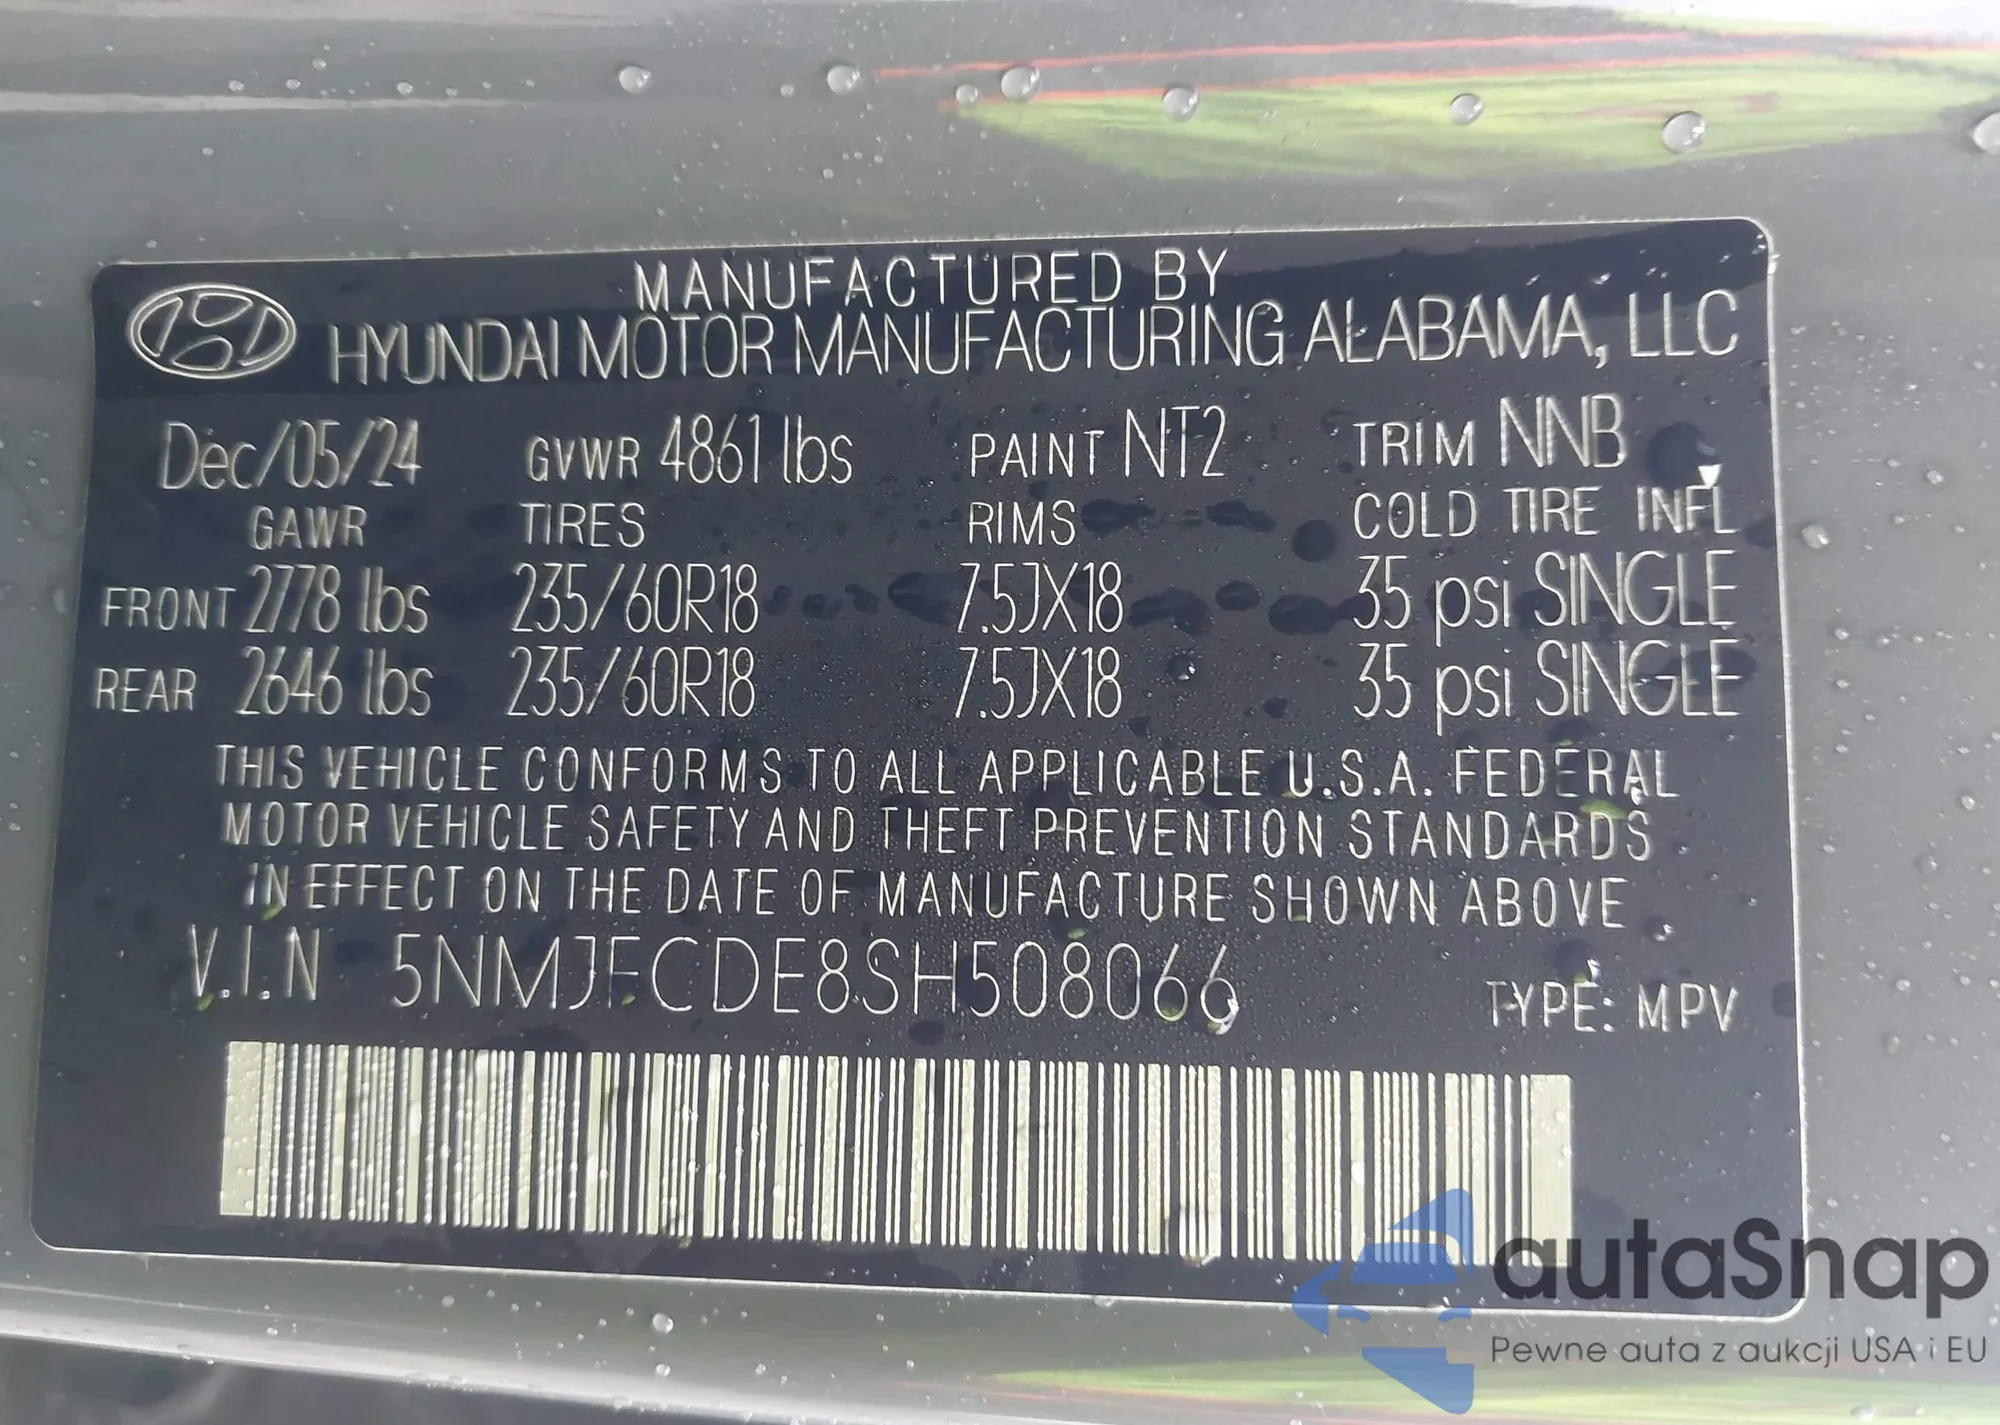 MANUFACTURED BY
HYUNDAI MOTOR MANUFACTURING ALABAMA, LLC
Dec/05/24 GVWR 4861 lbs PAINT NT2 TRIM NNB
GAWR TIRES RIMS COLD TIRE INFL
FRONT 2778 lbs 235/60R18 7.5JX18 35 psi SINGLE
REAR 2646 lbs 235/60R18 7.5JX18 35 psi SINGLE
THIS VEHICLE CONFORMS TO ALL APPLICABLE U.S.A. FEDERAL
MOTOR VEHICLE SAFETY AND THEFT PREVENTION STANDARDS
IN EFFECT ON THE DATE OF MANUFACTURE SHOWN ABOVE.
V.I.N 5NMJFCDE8SH508066 TYPE: MPV
autaSnap
Pewne auta z aukcji USA i EU